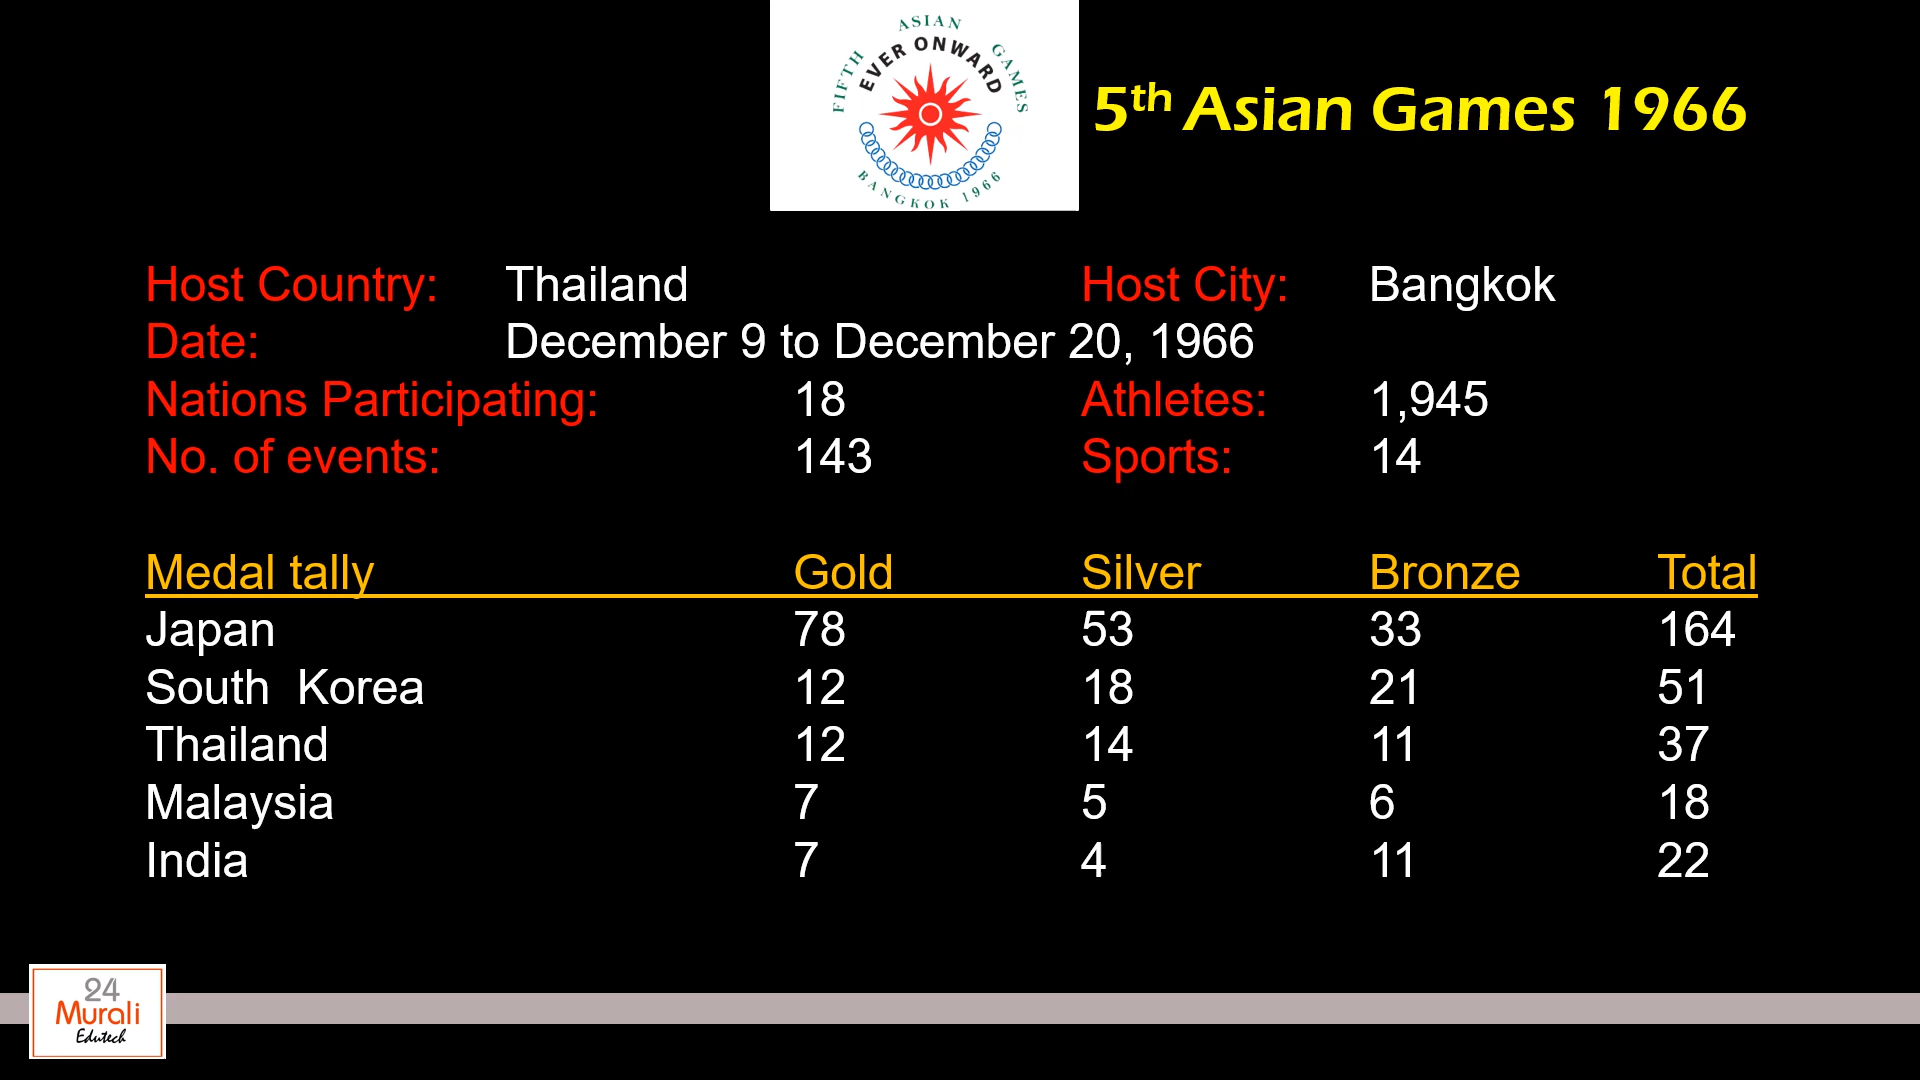 FIFTH ASIAN GAMES
EVER ONWARD
BANGKOK 1966
5th Asian Games 1966
Host Country: Thailand Host City: Bangkok
Date: December 9 to December 20, 1966
Nations Participating: 18 Athletes: 1,945
No. of events: 143 Sports: 14
Medal tally Gold Silver Bronze Total
Japan 78 53 33 164
South Korea 12 18 21 51
Thailand 12 14 11 37
Malaysia 7 5 6 18
India 7 4 11 22
24
Murali
Edutech